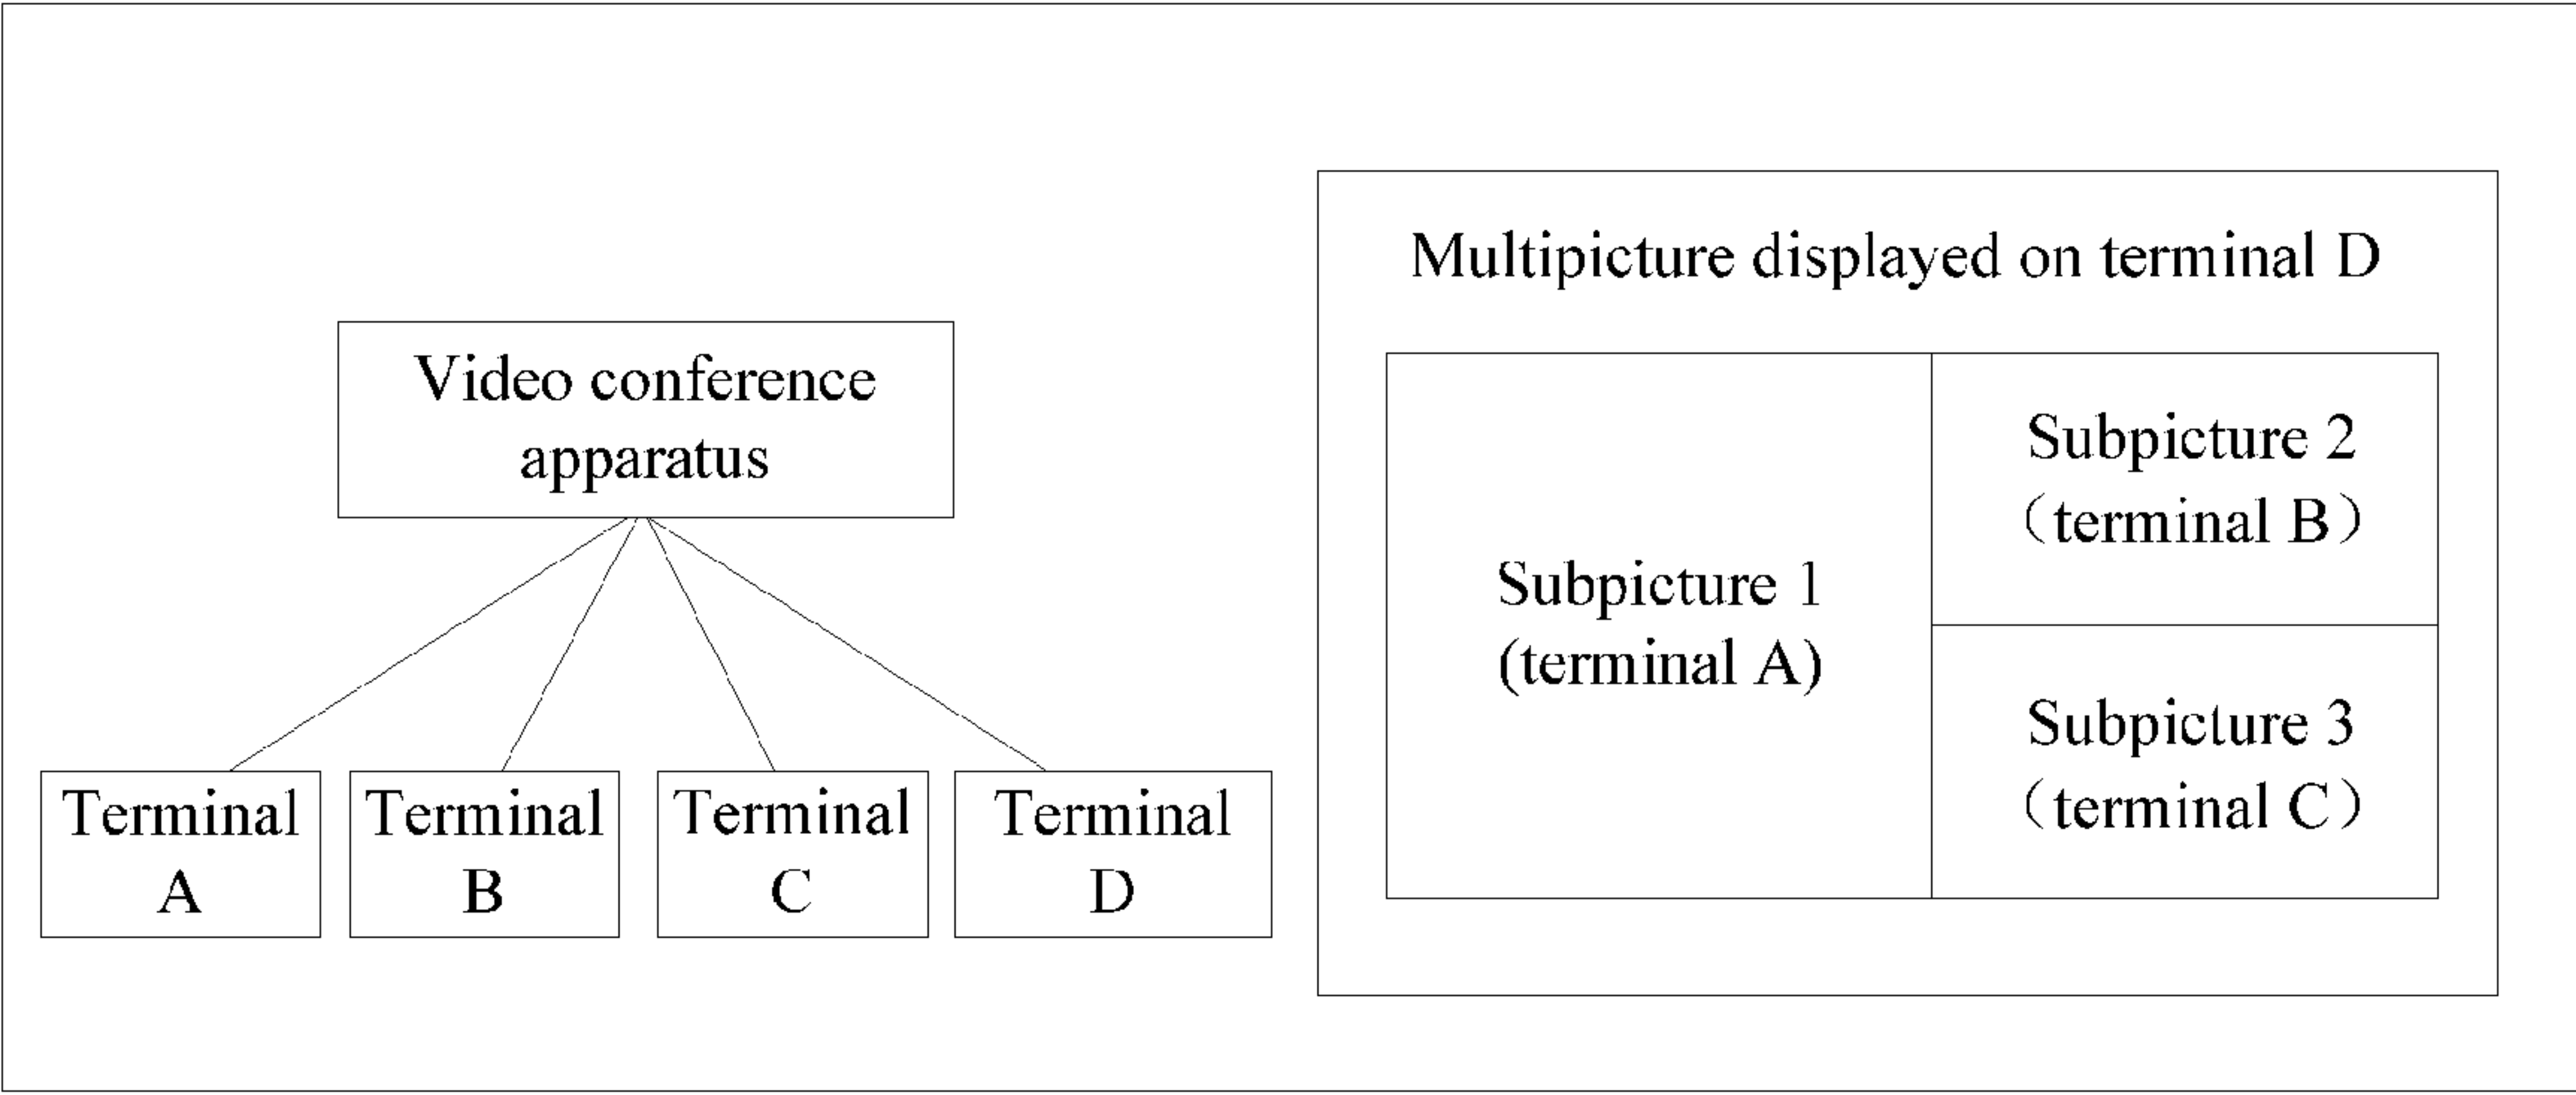 Video conference
apparatus
Terminal
A
Terminal
B
Terminal
C
Terminal
D
Multipicture displayed on terminal D
Subpicture 1
(terminal A)
Subpicture 2
（terminal B）
Subpicture 3
（terminal C）